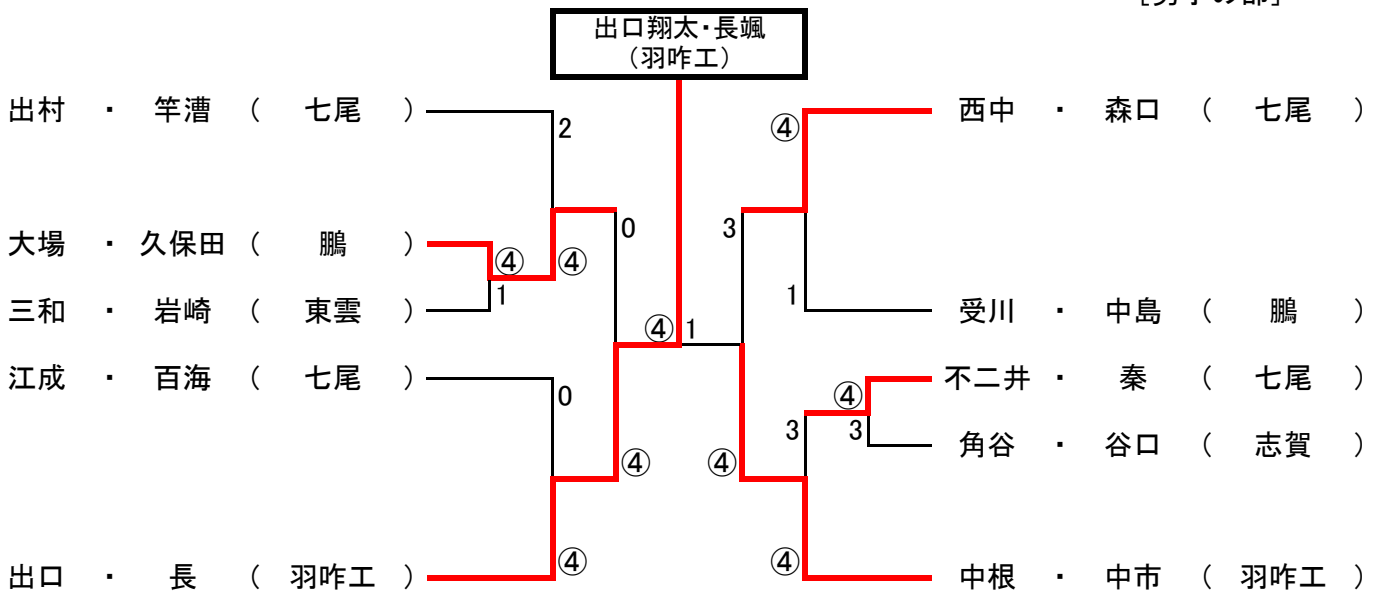 [男子の部]
出口翔太・長颯
(羽咋工)
出村 ・ 竿漕 ( 七尾 )
西中 ・ 森口 ( 七尾 )
2
④
大場 ・ 久保田 ( 鵬 )
0
3
④
④
三和 ・ 岩崎 ( 東雲 )
1
1
受川 ・ 中島 ( 鵬 )
④
1
江成 ・ 百海 ( 七尾 )
不二井 ・ 秦 ( 七尾 )
0
④
3
3
角谷 ・ 谷口 ( 志賀 )
④
④
出口 ・ 長 ( 羽咋工 )
④
④
中根 ・ 中市 ( 羽咋工 )